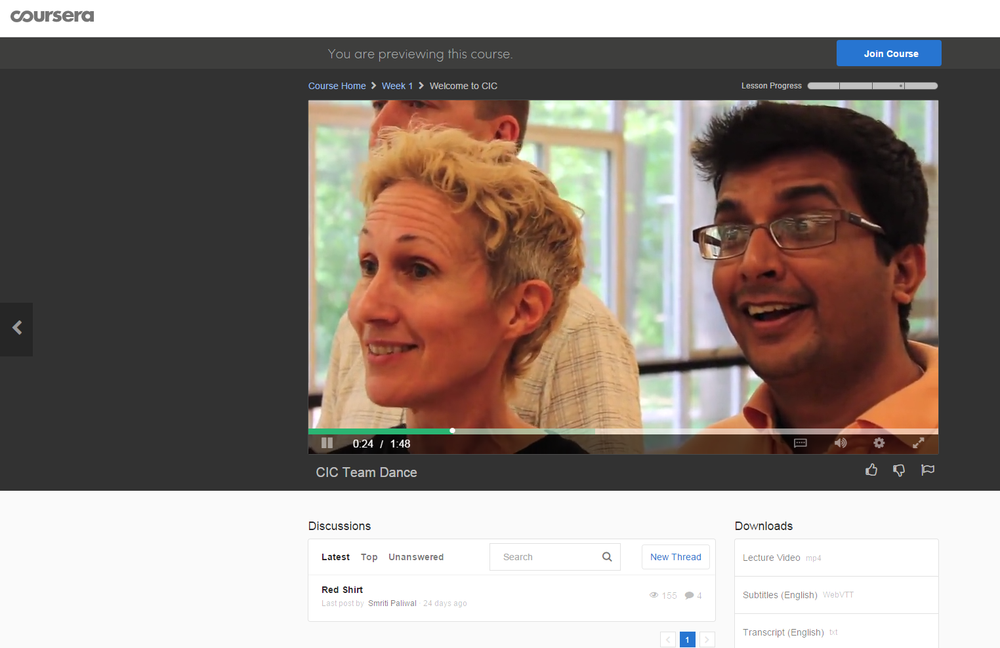 coursera
You are previewing this course.
Join Course
Course Home Week 1 Welcome to CIC
Lesson Progress
0:24 / 1:48
CIC Team Dance
Discussions
Latest Top Unanswered
Search
New Thread
Red Shirt
Last post by Smriti Paliwal · 24 days ago
155 4
1
Downloads
Lecture Video mp4
Subtitles (English) WebVTT
Transcript (English) txt